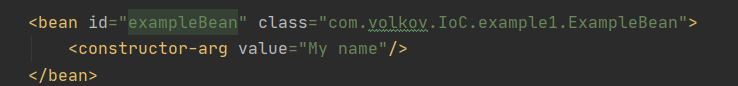 <bean id="exampleBean" class="com.volkov.IoC.example1.ExampleBean">
<constructor-arg value="My name"/>
</bean>